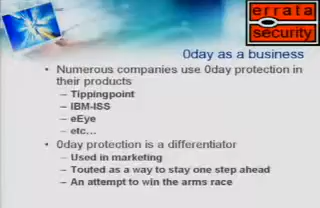 errata
security
0day as a business
• Numerous companies use 0day protection in
their products
– Tippingpoint
– IBM-ISS
– eEye
– etc...
• 0day protection is a differentiator
– Used in marketing
– Touted as a way to stay one step ahead
– An attempt to win the arms race